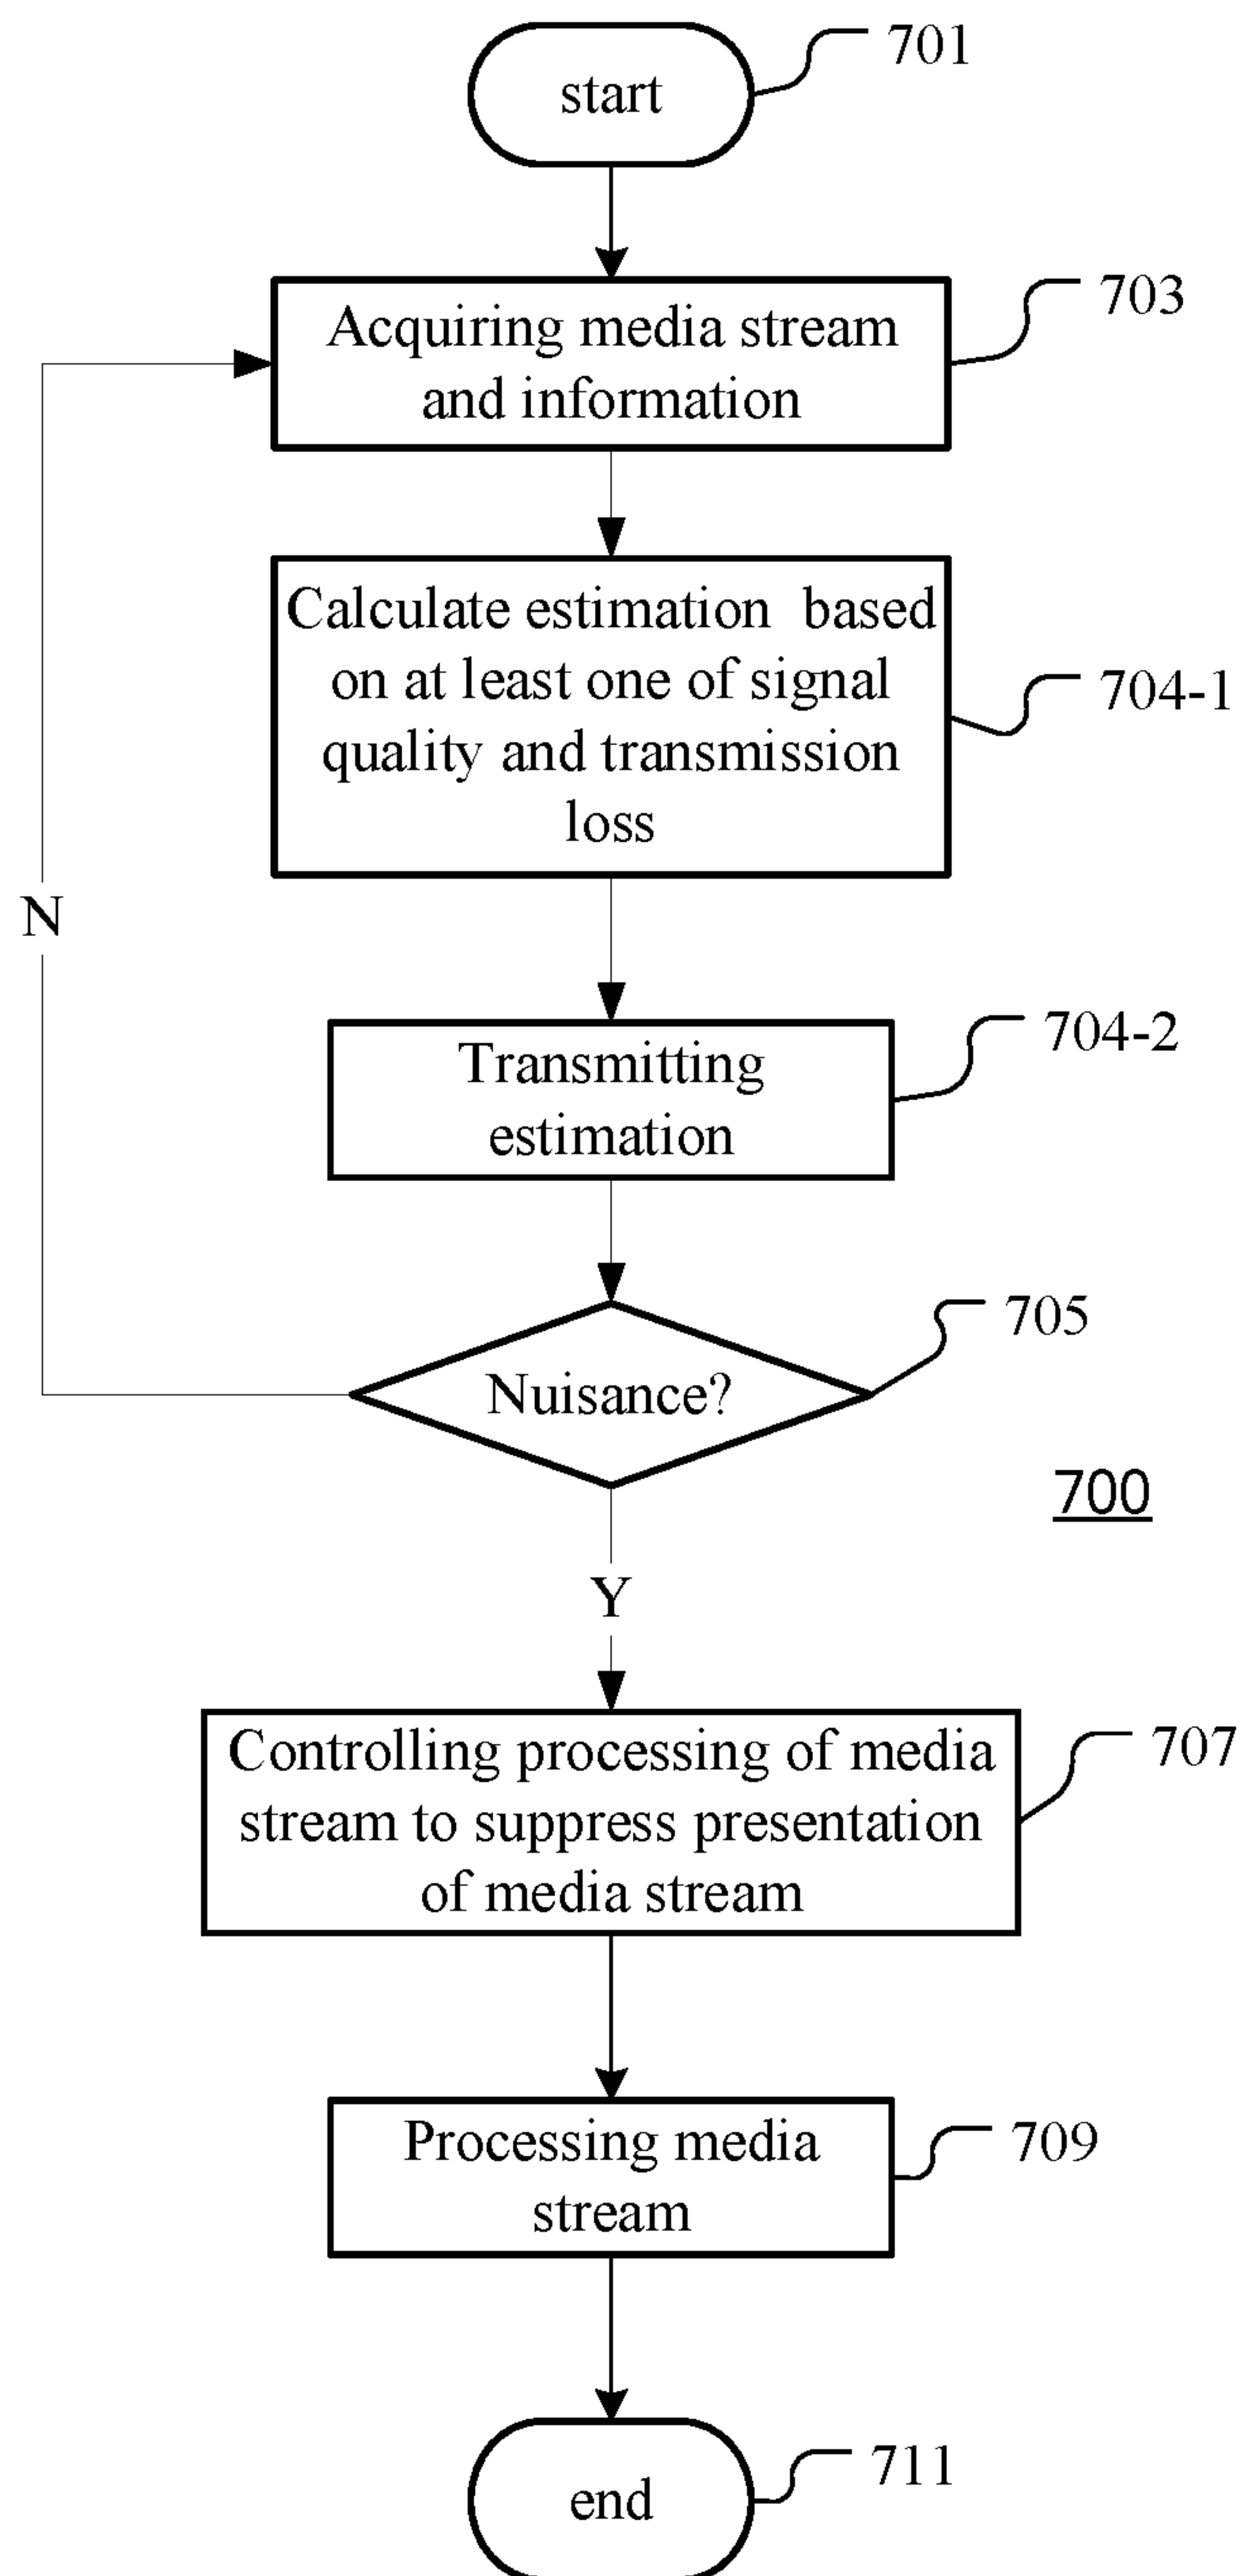 start
701
Acquiring media stream
and information
703
Calculate estimation based
on at least one of signal
quality and transmission
loss
704-1
N
Transmitting
estimation
704-2
Nuisance?
705
700
Y
Controlling processing of media
stream to suppress presentation
of media stream
707
Processing media
stream
709
end
711